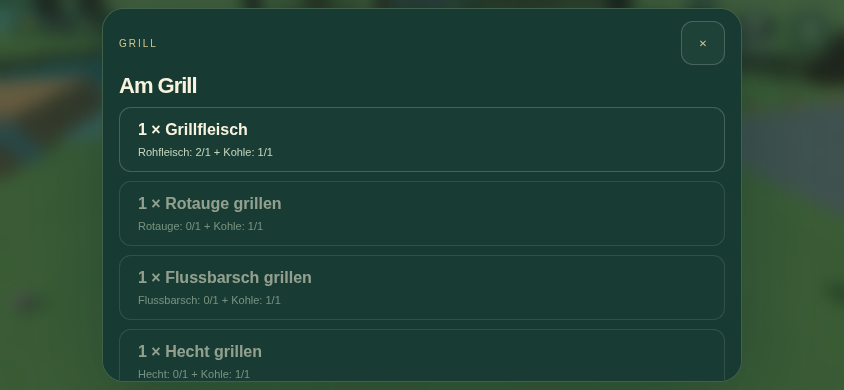 GRILL
×
Am Grill
1 × Grillfleisch
Rohfleisch: 2/1 + Kohle: 1/1
1 × Rotauge grillen
Rotauge: 0/1 + Kohle: 1/1
1 × Flussbarsch grillen
Flussbarsch: 0/1 + Kohle: 1/1
1 × Hecht grillen
Hecht: 0/1 + Kohle: 1/1